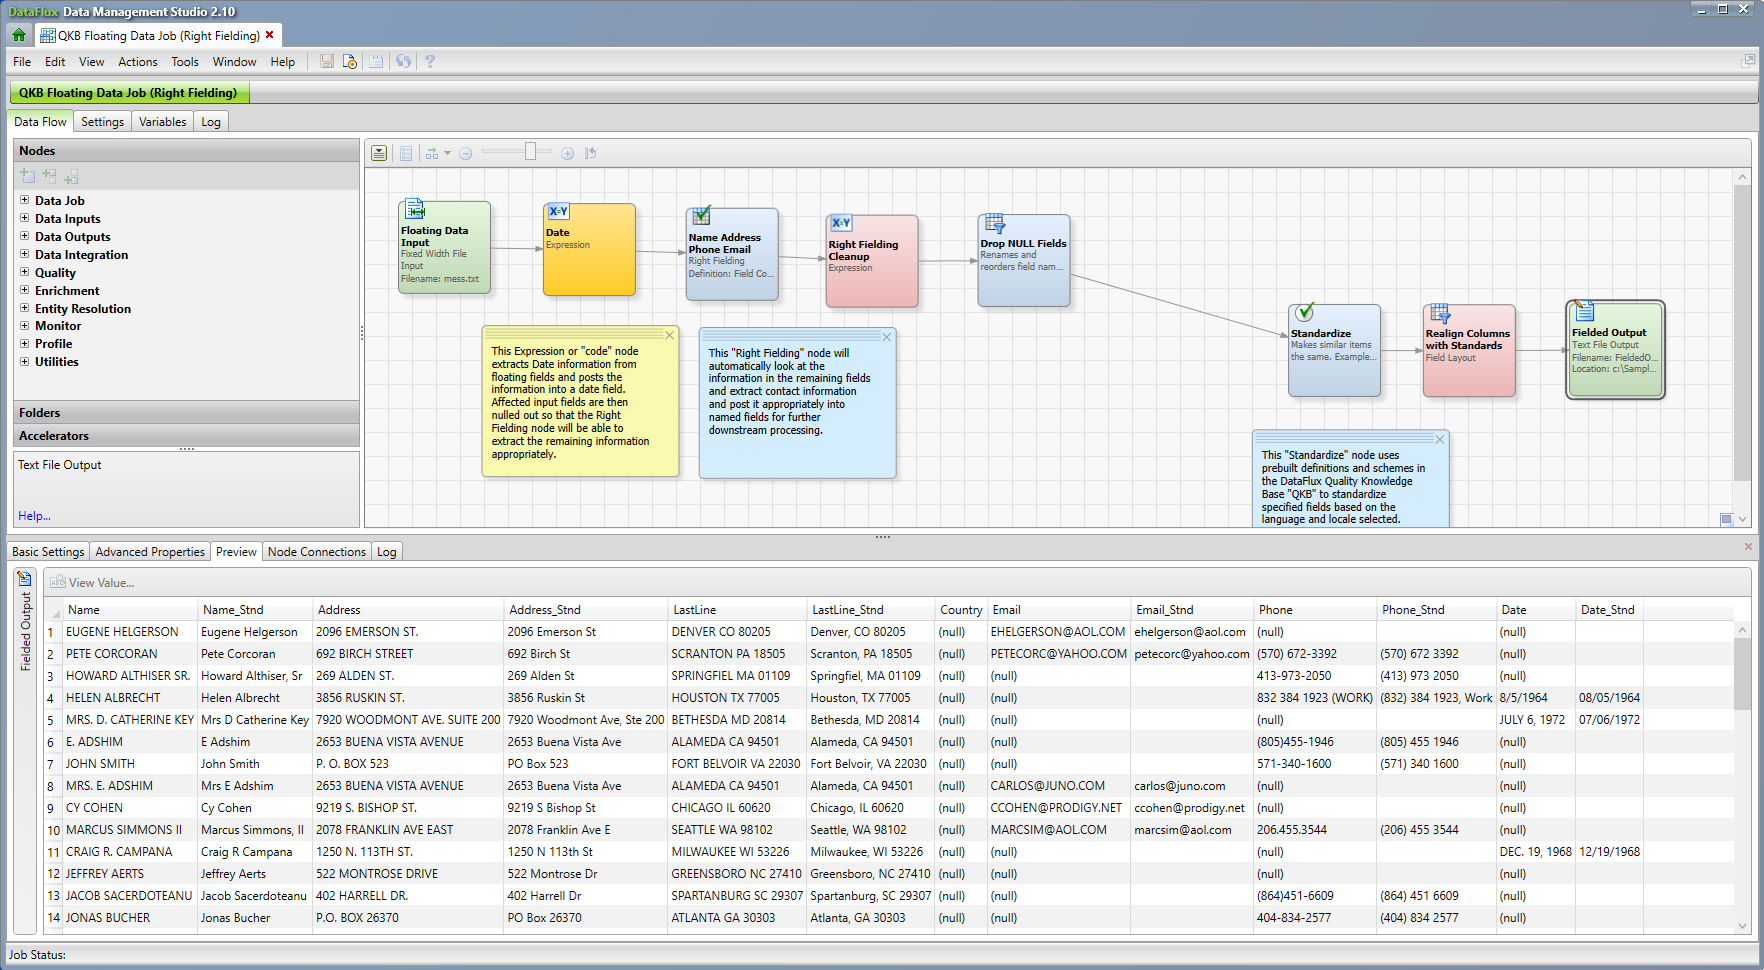 DataFlux Data Management Studio 2.10
QKB Floating Data Job (Right Fielding)
File Edit View Actions Tools Window Help
QKB Floating Data Job (Right Fielding)
Data Flow Settings Variables Log
Nodes
Data Job
Data Inputs
Data Outputs
Data Integration
Quality
Enrichment
Entity Resolution
Monitor
Profile
Utilities
Folders
Accelerators
Text File Output
Help...
Floating Data
Input
Fixed Width File
Input
Filename: mess.txt
X=Y
Date
Expression
Name Address
Phone Email
Right Fielding
Definition: Field Co...
X=Y
Right Fielding
Cleanup
Expression
Drop NULL Fields
Renames and
reorders field nam...
Standardize
Makes similar items
the same. Example...
Realign Columns
with Standards
Field Layout
Fielded Output
Text File Output
Filename: FieldedO...
Location: c:\Sampl...
This Expression or "code" node
extracts Date information from
floating fields and posts the
information into a date field.
Affected input fields are then
nulled out so that the Right
Fielding node will be able to
extract the remaining information
appropriately.
This "Right Fielding" node will
automatically look at the
information in the remaining fields
and extract contact information
and post it appropriately into
named fields for further
downstream processing.
This "Standardize" node uses
prebuilt definitions and schemes in
the DataFlux Quality Knowledge
Base "QKB" to standardize
specified fields based on the
language and locale selected.
Basic Settings Advanced Properties Preview Node Connections Log
Fielded Output
View Value...
Name Name_Stnd Address Address_Stnd LastLine LastLine_Stnd Country Email Email_Stnd Phone Phone_Stnd Date Date_Stnd
1 EUGENE HELGERSON Eugene Helgerson 2096 EMERSON ST. 2096 Emerson St DENVER CO 80205 Denver, CO 80205 (null) EHELGERSON@AOL.COM ehelgerson@aol.com (null) (null)
2 PETE CORCORAN Pete Corcoran 692 BIRCH STREET 692 Birch St SCRANTON PA 18505 Scranton, PA 18505 (null) PETECORC@YAHOO.COM petecorc@yahoo.com (570) 672-3392 (570) 672 3392 (null)
3 HOWARD ALTHISER SR. Howard Althiser, Sr 269 ALDEN ST. 269 Alden St SPRINGFIEL MA 01109 Springfiel, MA 01109 (null) (null) 413-973-2050 (413) 973 2050 (null)
4 HELEN ALBRECHT Helen Albrecht 3856 RUSKIN ST. 3856 Ruskin St HOUSTON TX 77005 Houston, TX 77005 (null) (null) 832 384 1923 (WORK) (832) 384 1923, Work 8/5/1964 08/05/1964
5 MRS. D. CATHERINE KEY Mrs D Catherine Key 7920 WOODMONT AVE. SUITE 200 7920 Woodmont Ave, Ste 200 BETHESDA MD 20814 Bethesda, MD 20814 (null) (null) (null) JULY 6, 1972 07/06/1972
6 E. ADSHIM E Adshim 2653 BUENA VISTA AVENUE 2653 Buena Vista Ave ALAMEDA CA 94501 Alameda, CA 94501 (null) (null) (805)455-1946 (805) 455 1946 (null)
7 JOHN SMITH John Smith P. O. BOX 523 PO Box 523 FORT BELVOIR VA 22030 Fort Belvoir, VA 22030 (null) (null) 571-340-1600 (571) 340 1600 (null)
8 MRS. E. ADSHIM Mrs E Adshim 2653 BUENA VISTA AVENUE 2653 Buena Vista Ave ALAMEDA CA 94501 Alameda, CA 94501 (null) CARLOS@JUNO.COM carlos@juno.com (null) (null)
9 CY COHEN Cy Cohen 9219 S. BISHOP ST. 9219 S Bishop St CHICAGO IL 60620 Chicago, IL 60620 (null) CCOHEN@PRODIGY.NET ccohen@prodigy.net (null) (null)
10 MARCUS SIMMONS II Marcus Simmons, II 2078 FRANKLIN AVE EAST 2078 Franklin Ave E SEATTLE WA 98102 Seattle, WA 98102 (null) MARCSIM@AOL.COM marcsim@aol.com 206.455.3544 (206) 455 3544 (null)
11 CRAIG R. CAMPANA Craig R Campana 1250 N. 113TH ST. 1250 N 113th St MILWAUKEE WI 53226 Milwaukee, WI 53226 (null) (null) (null) DEC. 19, 1968 12/19/1968
12 JEFFREY AERTS Jeffrey Aerts 522 MONTROSE DRIVE 522 Montrose Dr GREENSBORO NC 27410 Greensboro, NC 27410 (null) (null) (null) (null)
13 JACOB SACERDOTEANU Jacob Sacerdoteanu 402 HARRELL DR. 402 Harrell Dr SPARTANBURG SC 29307 Spartanburg, SC 29307 (null) (null) (864)451-6609 (864) 451 6609 (null)
14 JONAS BUCHER Jonas Bucher P.O. BOX 26370 PO Box 26370 ATLANTA GA 30303 Atlanta, GA 30303 (null) (null) 404-834-2577 (404) 834 2577 (null)
Job Status: